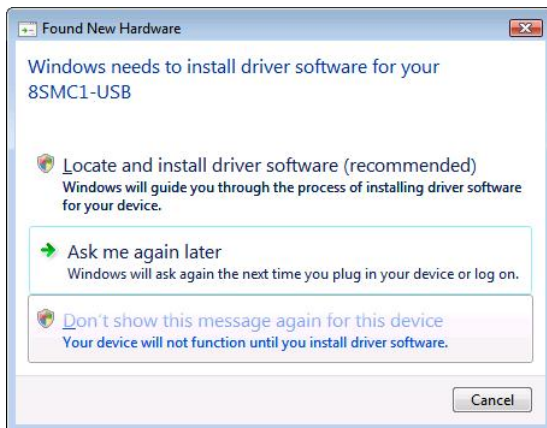 Found New Hardware
Windows needs to install driver software for your
8SMC1-USB
Locate and install driver software (recommended)
Windows will guide you through the process of installing driver software
for your device.
Ask me again later
Windows will ask again the next time you plug in your device or log on.
Don't show this message again for this device
Your device will not function until you install driver software.
Cancel